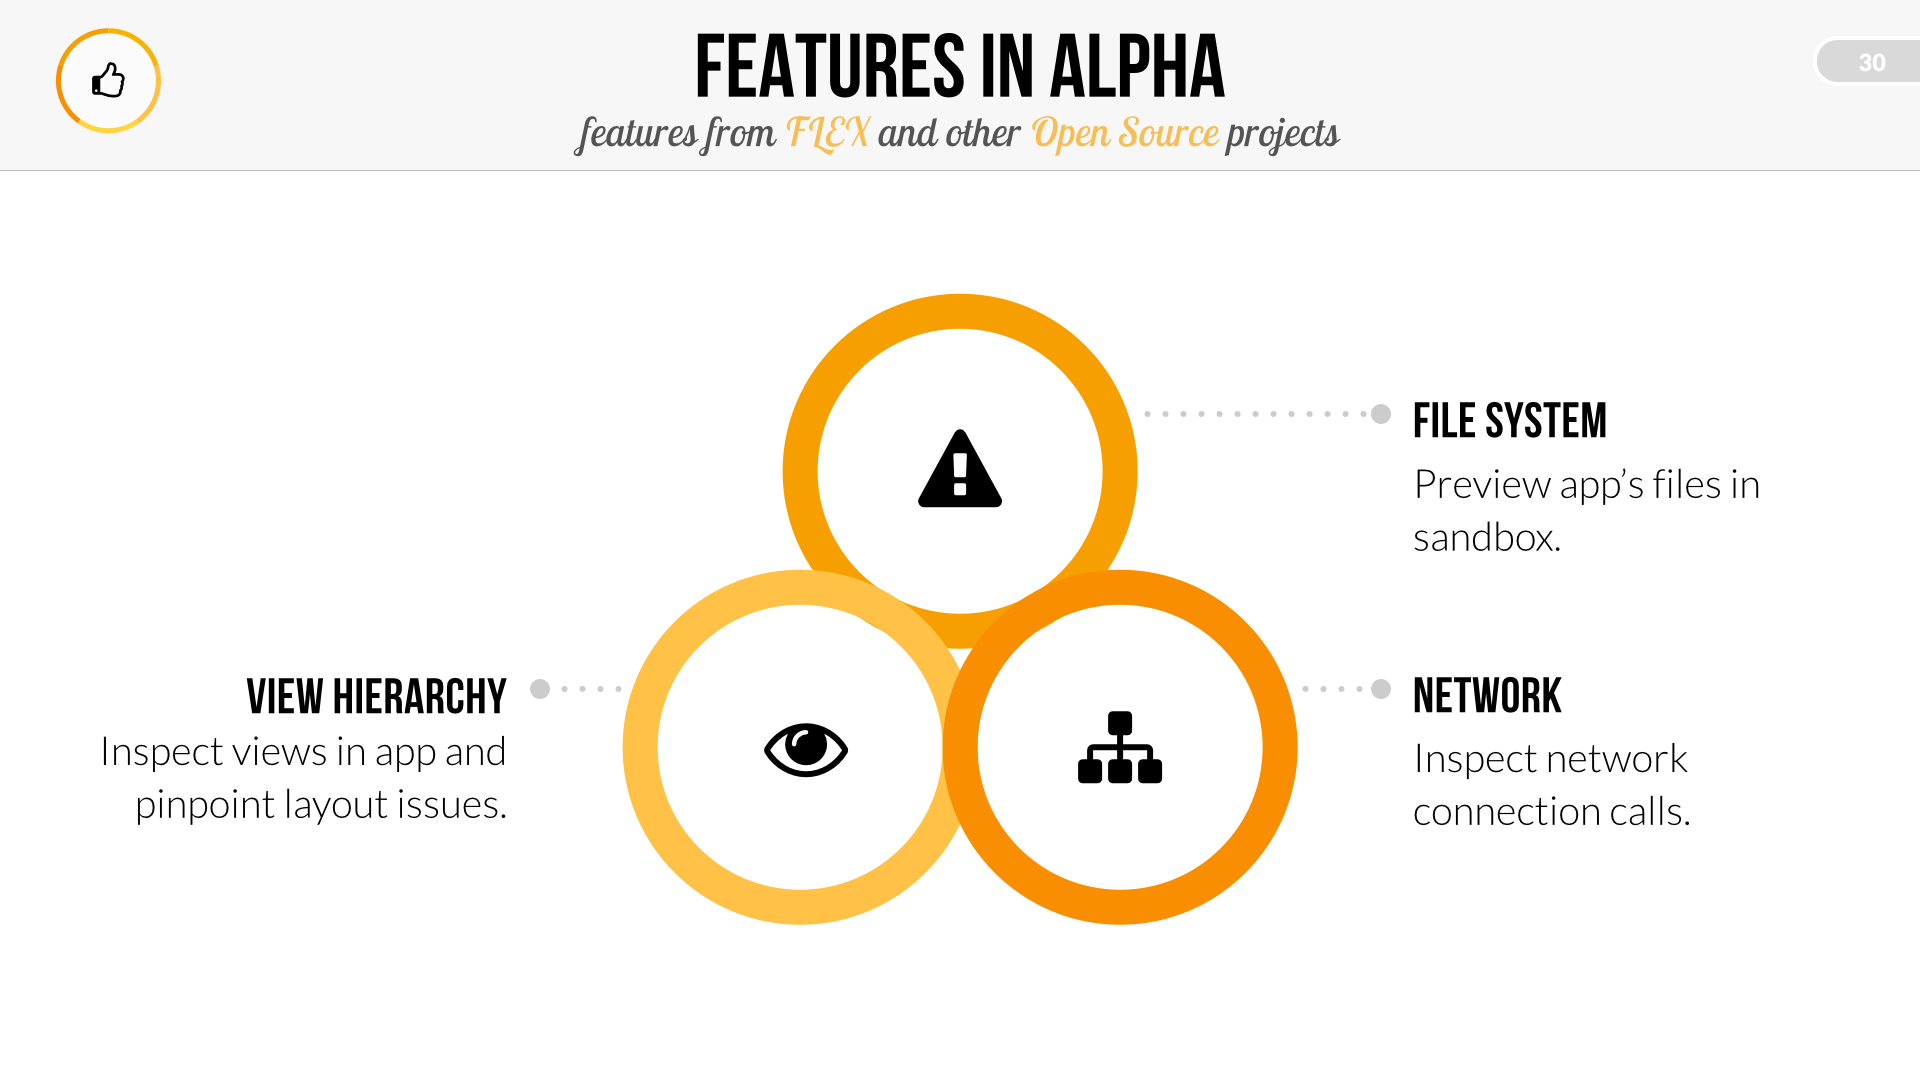 FEATURES IN ALPHA
features from FLEX and other Open Source projects
30
FILE SYSTEM
Preview app’s files in
sandbox.
VIEW HIERARCHY
Inspect views in app and
pinpoint layout issues.
NETWORK
Inspect network
connection calls.